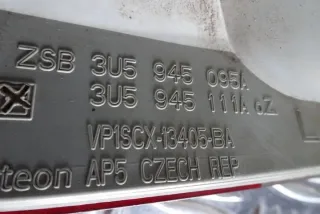 ZSB 3U5 945 095A
3U5 945 111A oZ
VP1SCX-13405-BA
teon AP5 CZECH REP